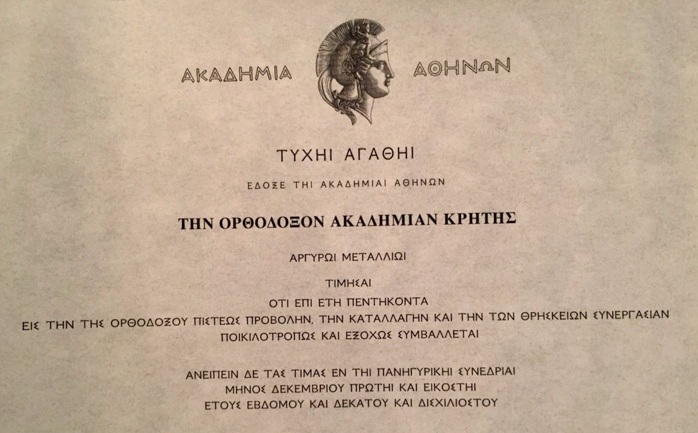 ΑΚΑΔΗΜΙΑ ΑΘΗΝΩΝ
ΤΥΧΗΙ ΑΓΑΘΗΙ
ΕΔΟΞΕ ΤΗΙ ΑΚΑΔΗΜΙΑΙ ΑΘΗΝΩΝ
ΤΗΝ ΟΡΘΟΔΟΞΟΝ ΑΚΑΔΗΜΙΑΝ ΚΡΗΤΗΣ
ΑΡΓΥΡΩΙ ΜΕΤΑΛΛΙΩΙ
ΤΙΜΗΣΑΙ
ΟΤΙ ΕΠΙ ΕΤΗ ΠΕΝΤΗΚΟΝΤΑ
ΕΙΣ ΤΗΝ ΤΗΣ ΟΡΘΟΔΟΞΟΥ ΠΙΣΤΕΩΣ ΠΡΟΒΟΛΗΝ, ΤΗΝ ΚΑΤΑΛΛΑΓΗΝ ΚΑΙ ΤΗΝ ΤΩΝ ΘΡΗΣΚΕΙΩΝ ΣΥΝΕΡΓΑΣΙΑΝ
ΠΟΙΚΙΛΟΤΡΟΠΩΣ ΚΑΙ ΕΞΟΧΩΣ ΣΥΜΒΑΛΛΕΤΑΙ
ΑΝΕΙΠΕΙΝ ΔΕ ΤΑΣ ΤΙΜΑΣ ΕΝ ΤΗΙ ΠΑΝΗΓΥΡΙΚΗΙ ΣΥΝΕΔΡΙΑΙ
ΜΗΝΟΣ ΔΕΚΕΜΒΡΙΟΥ ΠΡΩΤΗΙ ΚΑΙ ΕΙΚΟΣΤΗΙ
ΕΤΟΥΣ ΕΒΔΟΜΟΥ ΚΑΙ ΔΕΚΑΤΟΥ ΚΑΙ ΔΙΣΧΙΛΙΟΣΤΟΥ